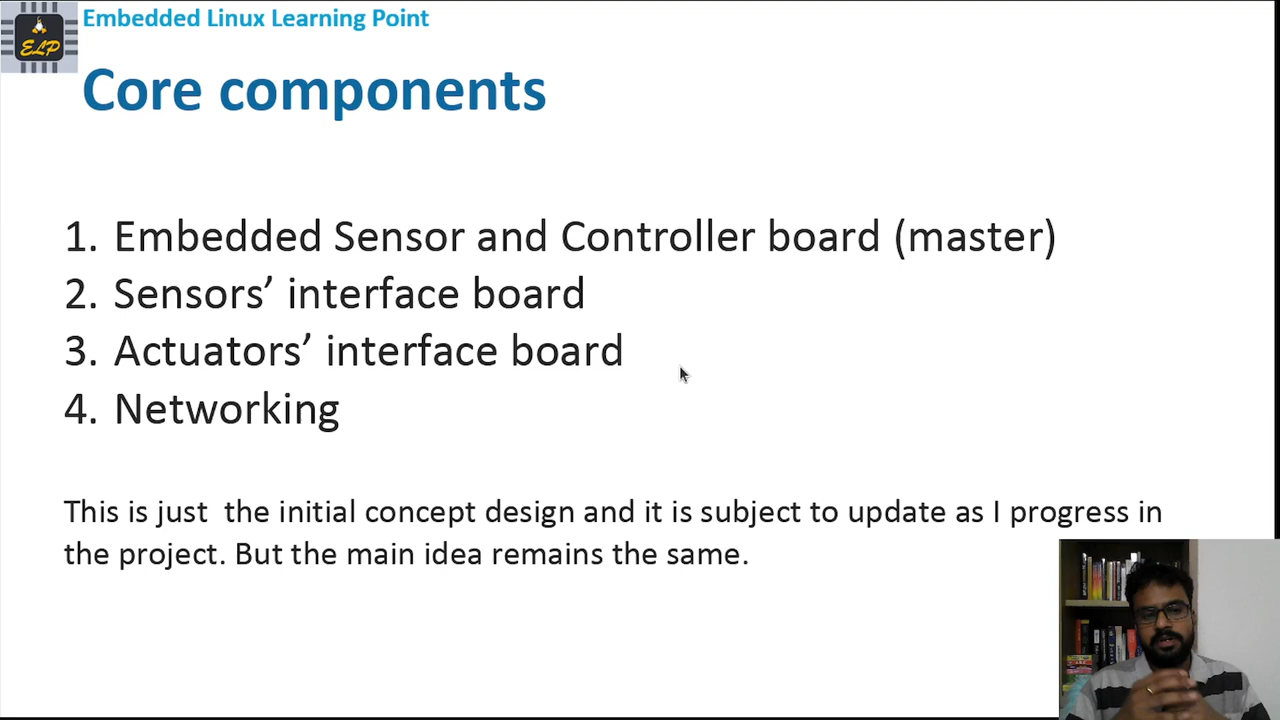 Embedded Linux Learning Point
ELP
Core components
1. Embedded Sensor and Controller board (master)
2. Sensors’ interface board
3. Actuators’ interface board
4. Networking
This is just  the initial concept design and it is subject to update as I progress in
the project. But the main idea remains the same.